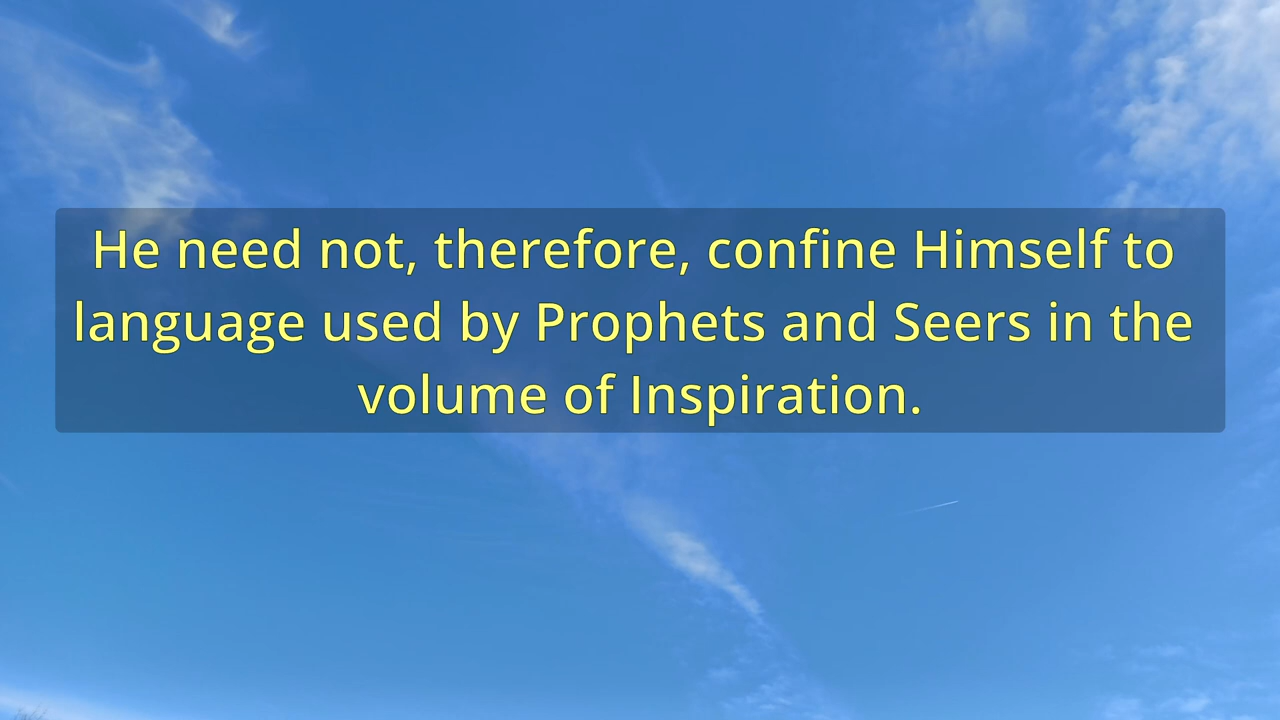 He need not, therefore, confine Himself to
language used by Prophets and Seers in the
volume of Inspiration.